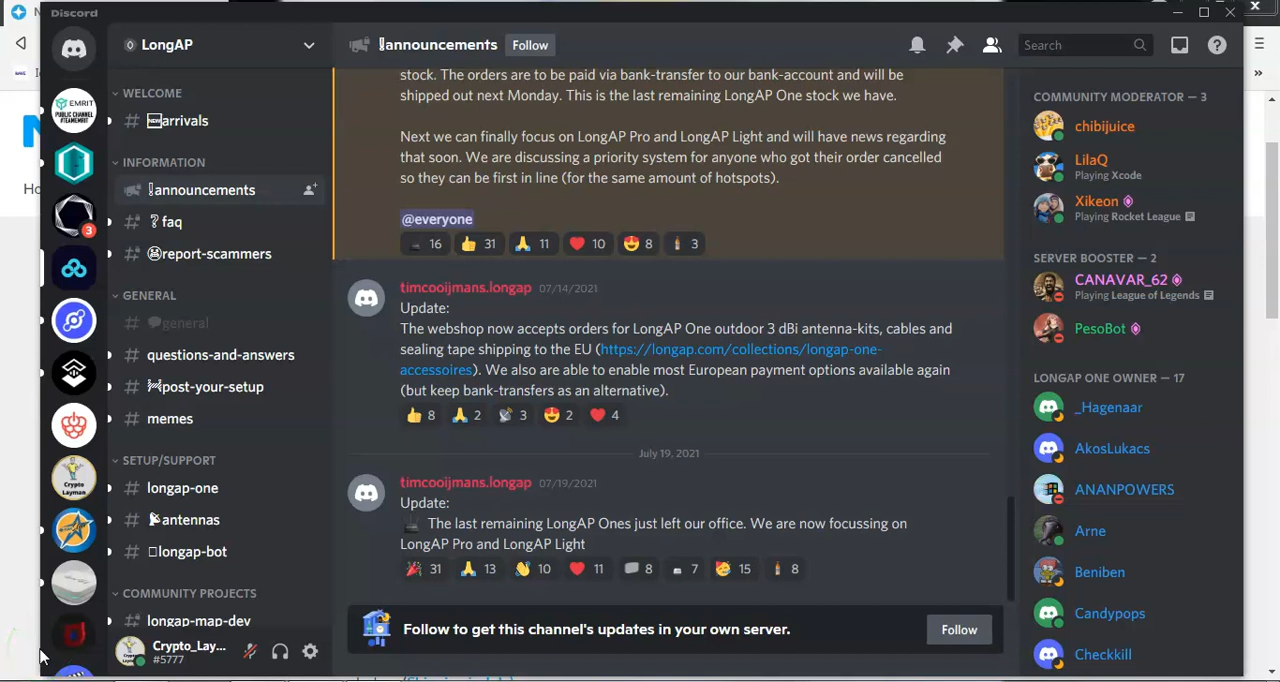 Discord
LongAP
announcements
Follow
Search
WELCOME
arrivals
INFORMATION
announcements
faq
report-scammers
GENERAL
general
questions-and-answers
post-your-setup
memes
SETUP/SUPPORT
longap-one
antennas
longap-bot
COMMUNITY PROJECTS
longap-map-dev
Crypto_Lay...
#5777
EMRIT
PUBLIC CHANNEL
#TEAMEMRIT
3
Crypto
Layman
stock. The orders are to be paid via bank-transfer to our bank-account and will be
shipped out next Monday. This is the last remaining LongAP One stock we have.
Next we can finally focus on LongAP Pro and LongAP Light and will have news regarding
that soon. We are discussing a priority system for anyone who got their order cancelled
so they can be first in line (for the same amount of hotspots).
@everyone
16 31 11 10 8 3
timcooijmans.longap 07/14/2021
Update:
The webshop now accepts orders for LongAP One outdoor 3 dBi antenna-kits, cables and
sealing tape shipping to the EU (https://longap.com/collections/longap-one-
accessoires). We also are able to enable most European payment options available again
(but keep bank-transfers as an alternative).
8 2 3 2 4
July 19, 2021
timcooijmans.longap 07/19/2021
Update:
The last remaining LongAP Ones just left our office. We are now focussing on
LongAP Pro and LongAP Light
31 13 10 11 8 7 15 8
Follow to get this channel's updates in your own server.
Follow
COMMUNITY MODERATOR — 3
chibijuice
LilaQ
Playing Xcode
Xikeon
Playing Rocket League
SERVER BOOSTER — 2
CANAVAR_62
Playing League of Legends
PesoBot
LONGAP ONE OWNER — 17
_Hagenaar
AkosLukacs
ANANPOWERS
Arne
Beniben
Candypops
Checkkill